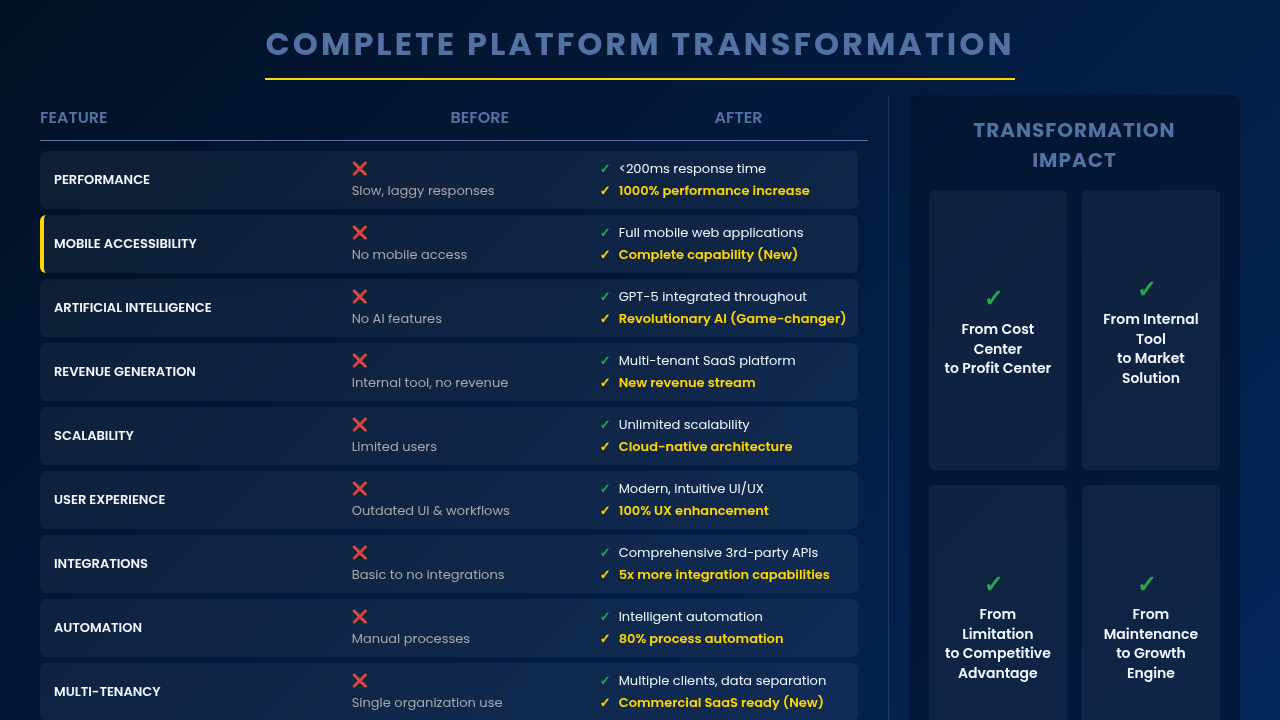 COMPLETE PLATFORM TRANSFORMATION
FEATURE BEFORE AFTER
PERFORMANCE
❌
Slow, laggy responses
✓ <200ms response time
✓ 1000% performance increase
MOBILE ACCESSIBILITY
❌
No mobile access
✓ Full mobile web applications
✓ Complete capability (New)
ARTIFICIAL INTELLIGENCE
❌
No AI features
✓ GPT-5 integrated throughout
✓ Revolutionary AI (Game-changer)
REVENUE GENERATION
❌
Internal tool, no revenue
✓ Multi-tenant SaaS platform
✓ New revenue stream
SCALABILITY
❌
Limited users
✓ Unlimited scalability
✓ Cloud-native architecture
USER EXPERIENCE
❌
Outdated UI & workflows
✓ Modern, intuitive UI/UX
✓ 100% UX enhancement
INTEGRATIONS
❌
Basic to no integrations
✓ Comprehensive 3rd-party APIs
✓ 5x more integration capabilities
AUTOMATION
❌
Manual processes
✓ Intelligent automation
✓ 80% process automation
MULTI-TENANCY
❌
Single organization use
✓ Multiple clients, data separation
✓ Commercial SaaS ready (New)
TRANSFORMATION
IMPACT
✓
From Cost
Center
to Profit Center
✓
From Internal
Tool
to Market
Solution
✓
From
Limitation
to Competitive
Advantage
✓
From
Maintenance
to Growth
Engine